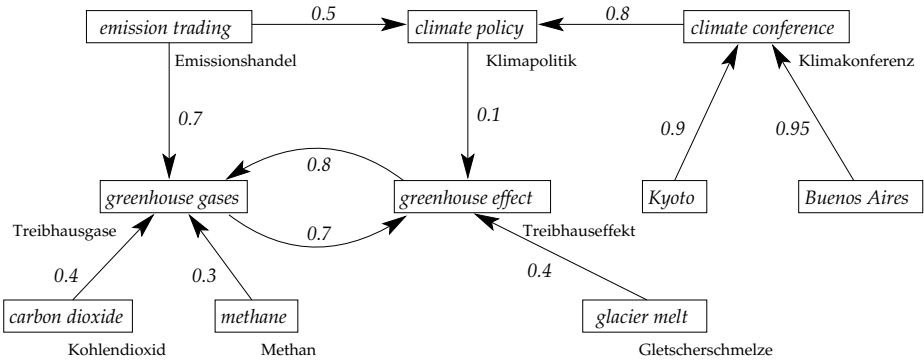 emission trading
0.5
climate policy
0.8
climate conference
Emissionshandel
Klimapolitik
Klimakonferenz
0.7
0.1
0.9
0.95
0.8
greenhouse gases
greenhouse effect
Kyoto
Buenos Aires
Treibhausgase
0.7
Treibhauseffekt
0.4
0.3
0.4
carbon dioxide
methane
glacier melt
Kohlendioxid
Methan
Gletscherschmelze